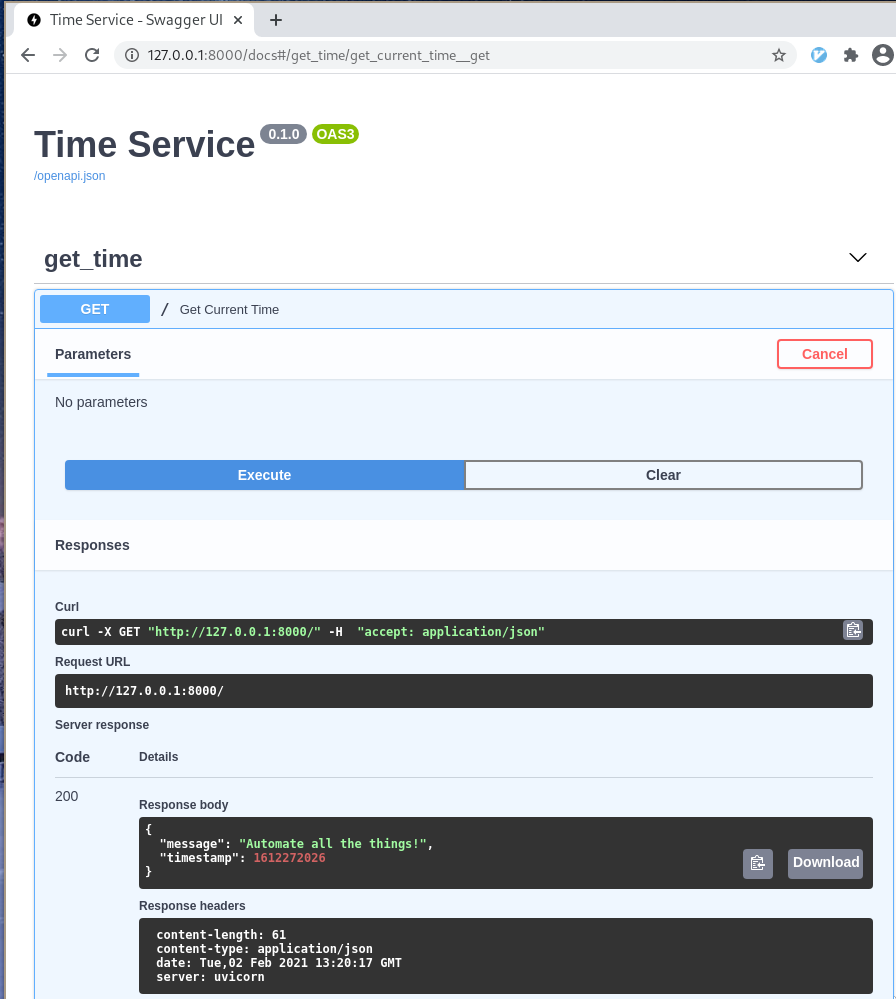 Time Service - Swagger UI
127.0.0.1:8000/docs#/get_time/get_current_time__get
Time Service 0.1.0 OAS3
/openapi.json
get_time
GET / Get Current Time
Parameters Cancel
No parameters
Execute Clear
Responses
Curl
curl -X GET "http://127.0.0.1:8000/" -H  "accept: application/json"
Request URL
http://127.0.0.1:8000/
Server response
Code Details
200
Response body
{
  "message": "Automate all the things!",
  "timestamp": 1612272026
}
Download
Response headers
content-length: 61
content-type: application/json
date: Tue,02 Feb 2021 13:20:17 GMT
server: uvicorn